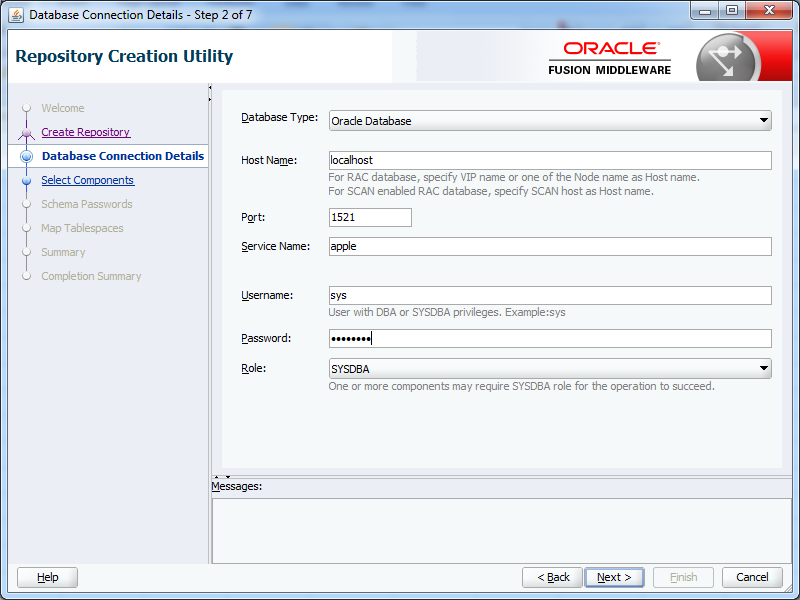 Database Connection Details - Step 2 of 7
Repository Creation Utility
ORACLE®
FUSION MIDDLEWARE
Welcome
Create Repository
Database Connection Details
Select Components
Schema Passwords
Map Tablespaces
Summary
Completion Summary
Database Type: Oracle Database
Host Name: localhost
For RAC database, specify VIP name or one of the Node name as Host name.
For SCAN enabled RAC database, specify SCAN host as Host name.
Port: 1521
Service Name: apple
Username: sys
User with DBA or SYSDBA privileges. Example:sys
Password: ••••••••
Role: SYSDBA
One or more components may require SYSDBA role for the operation to succeed.
Messages:
Help
< Back
Next >
Finish
Cancel